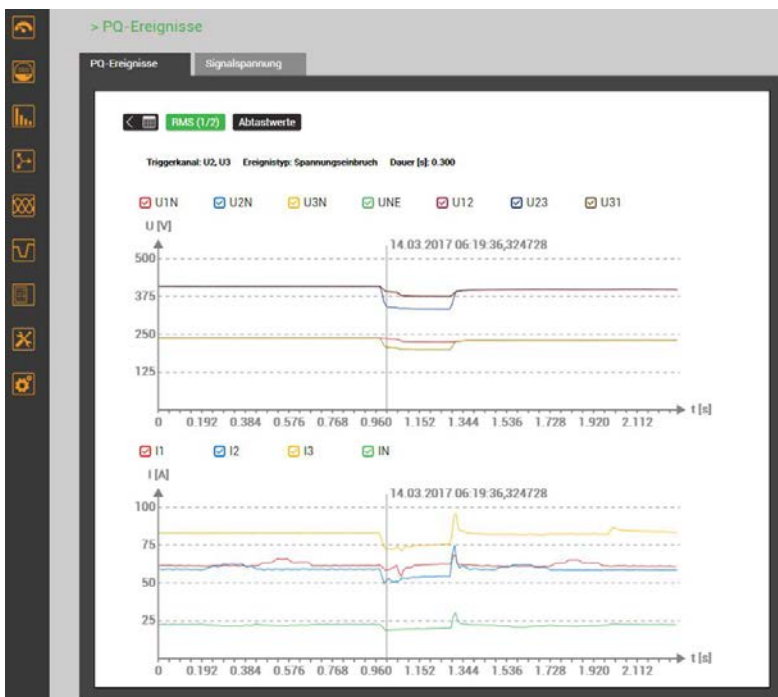 > PQ-Ereignisse
PQ-Ereignisse Signalspannung
RMS (1/2) Abtastwerte
Triggerkanal: U2, U3 Ereignistyp: Spannungseinbruch Dauer [s]: 0.300
U1N U2N U3N UNE U12 U23 U31
U [V]
14.03.2017 06:19:36,324728
500
375
250
125
t [s]
0 0.192 0.384 0.576 0.768 0.960 1.152 1.344 1.536 1.728 1.920 2.112
I1 I2 I3 IN
I [A]
14.03.2017 06:19:36,324728
100
75
50
25
t [s]
0 0.192 0.384 0.576 0.768 0.960 1.152 1.344 1.536 1.728 1.920 2.112